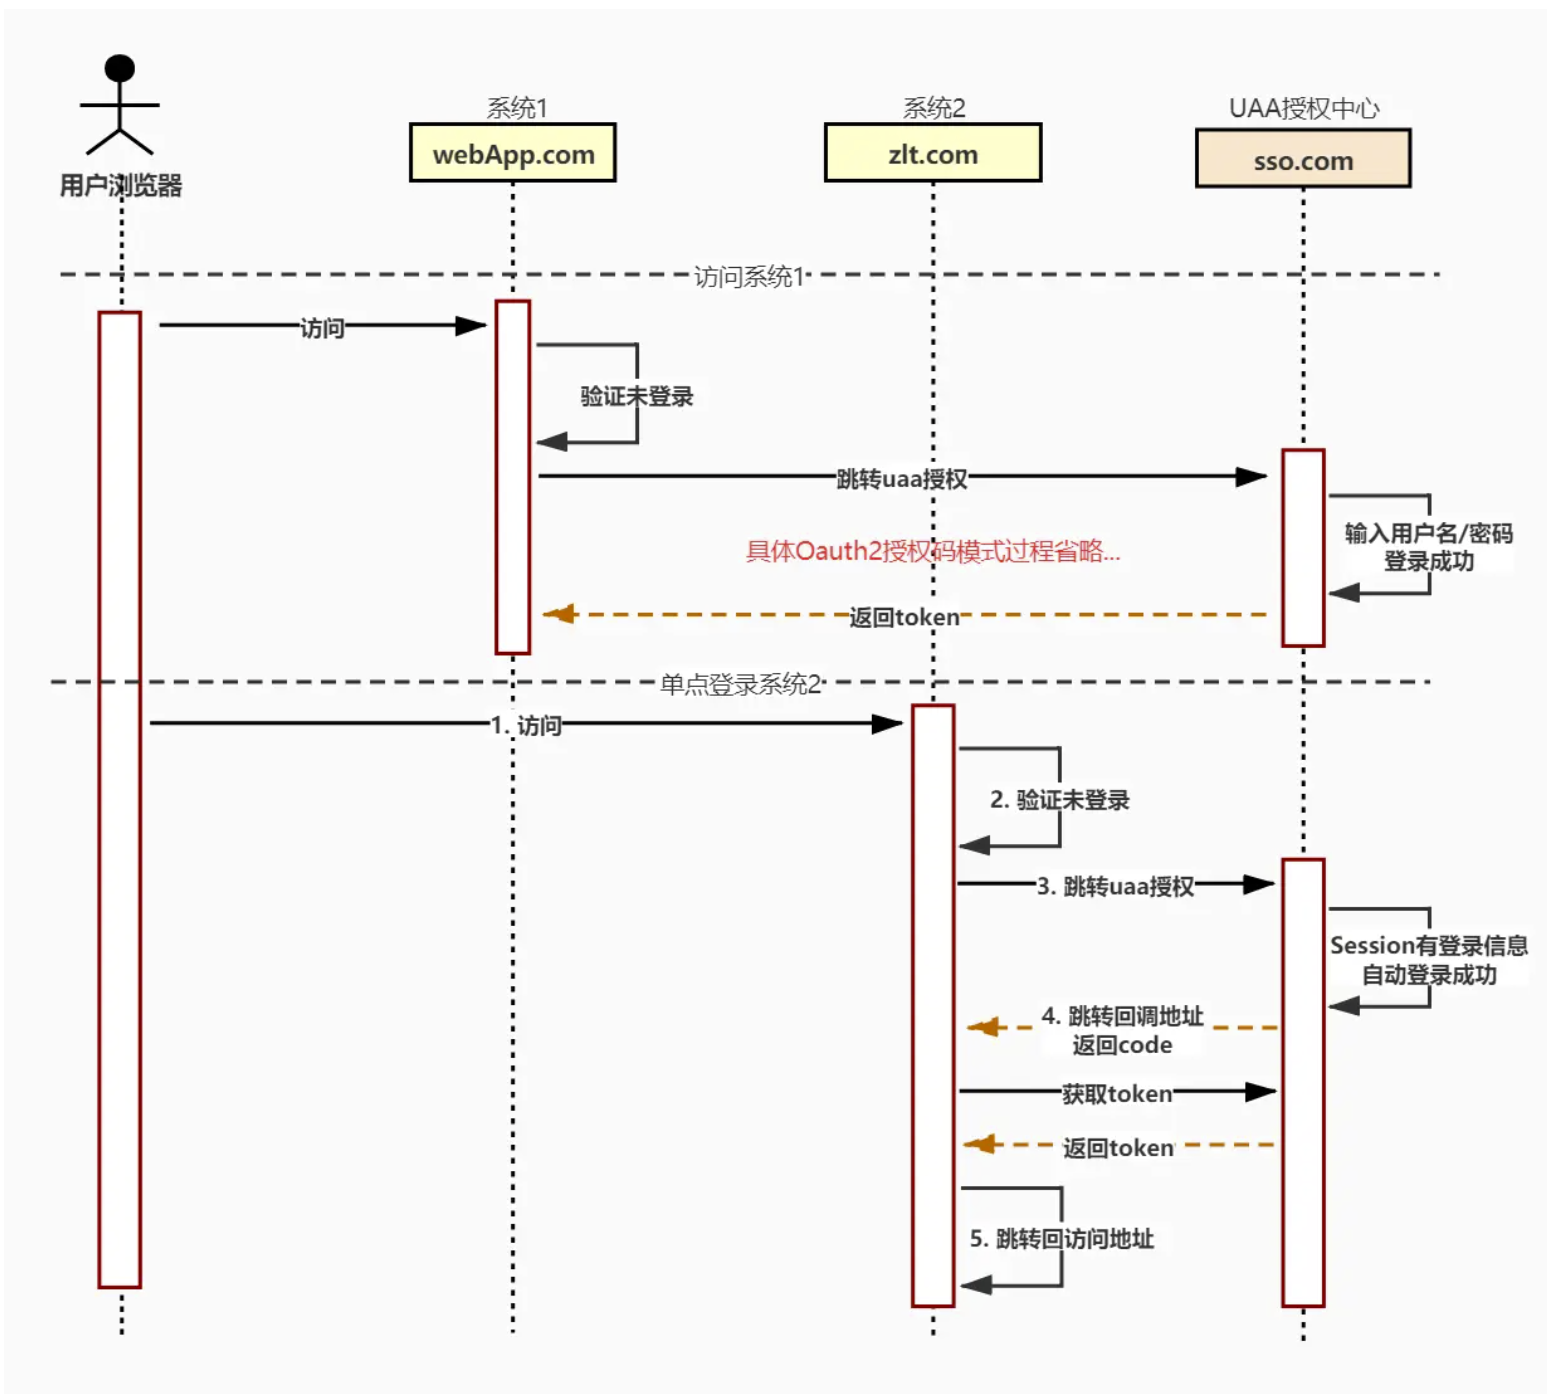 系统1
系统2
UAA授权中心
webApp.com
zlt.com
sso.com
用户浏览器
访问系统1
访问
验证未登录
跳转uaa授权
输入用户名/密码
登录成功
具体Oauth2授权码模式过程省略...
返回token
单点登录系统2
1. 访问
2. 验证未登录
3. 跳转uaa授权
Session有登录信息
自动登录成功
4. 跳转回调地址
返回code
获取token
返回token
5. 跳转回访问地址